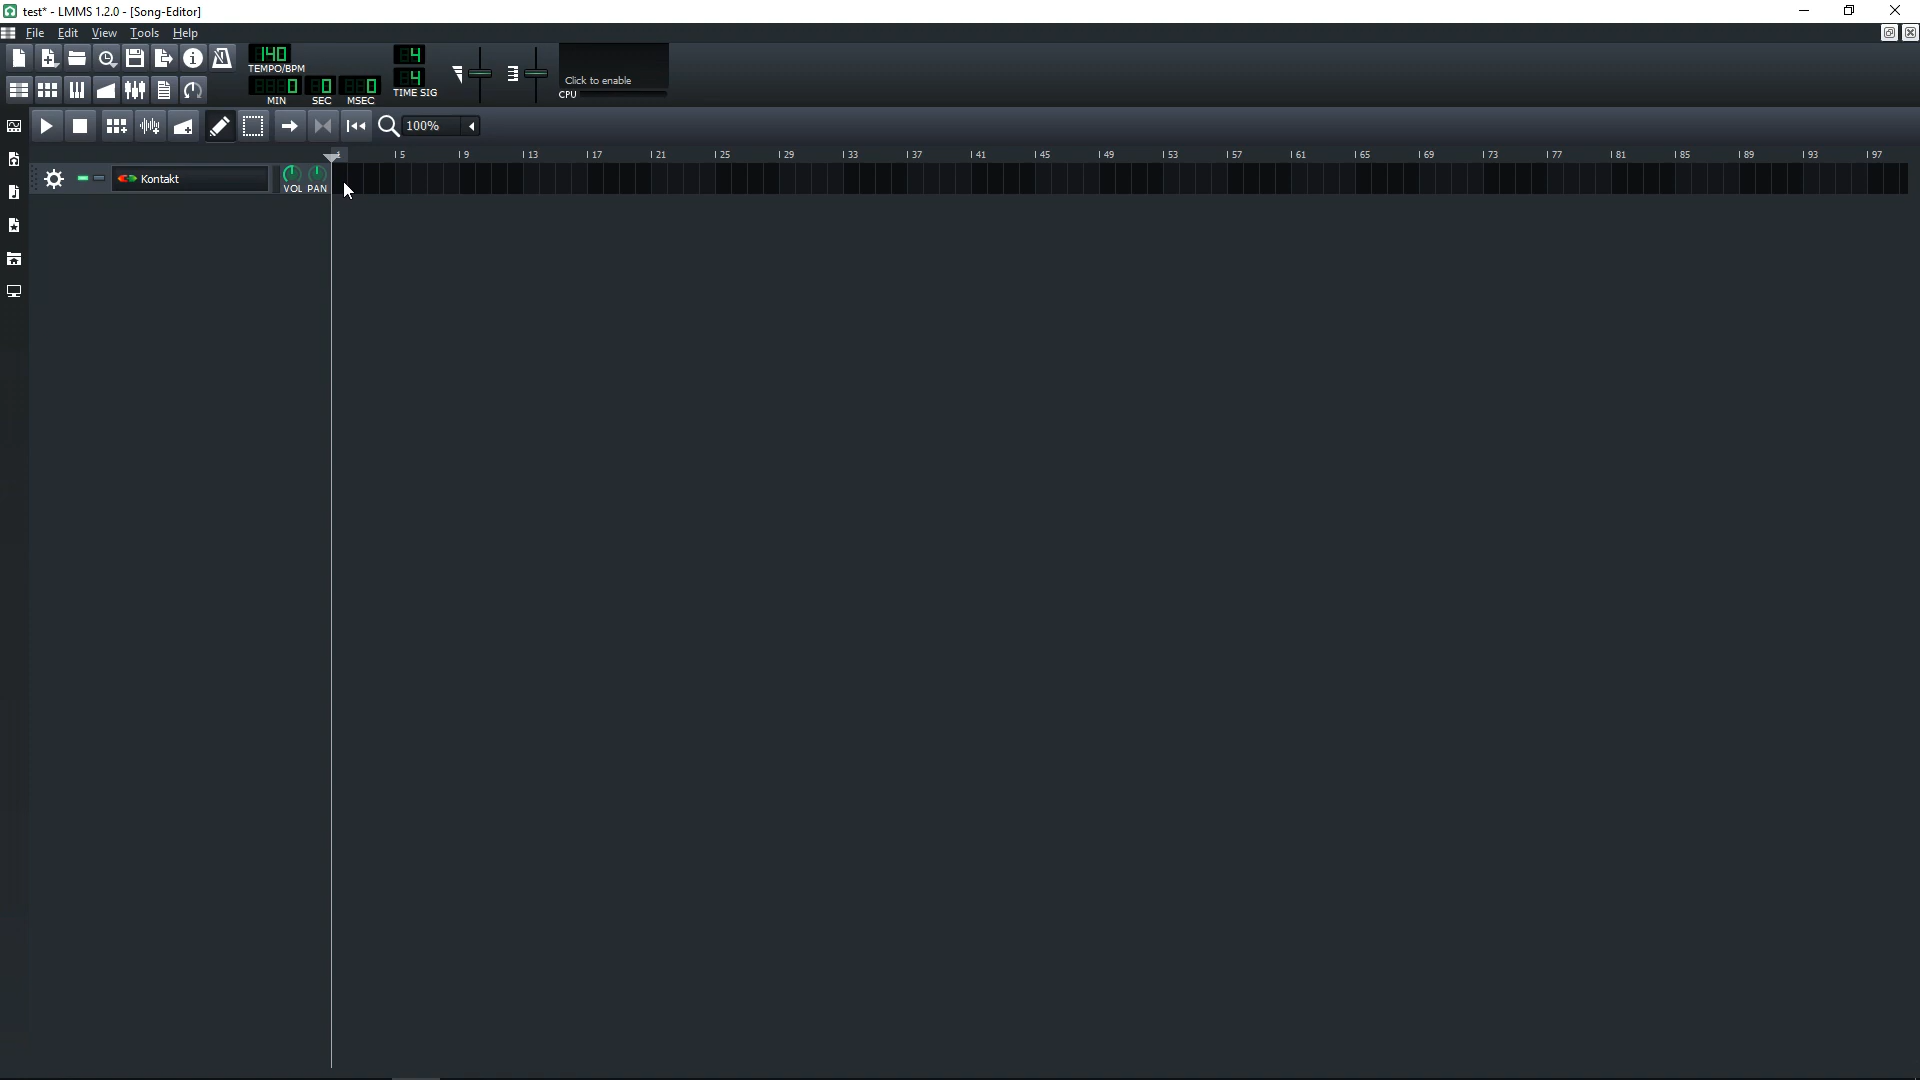 test* - LMMS 1.2.0 - [Song-Editor]
File Edit View Tools Help
140
TEMPO/BPM
0 0 0
MIN SEC MSEC
4
4
TIME SIG
Click to enable
CPU
100%
1 5 9 13 17 21 25 29 33 37 41 45 49 53 57 61 65 69 73 77 81 85 89 93 97
Kontakt
VOL PAN